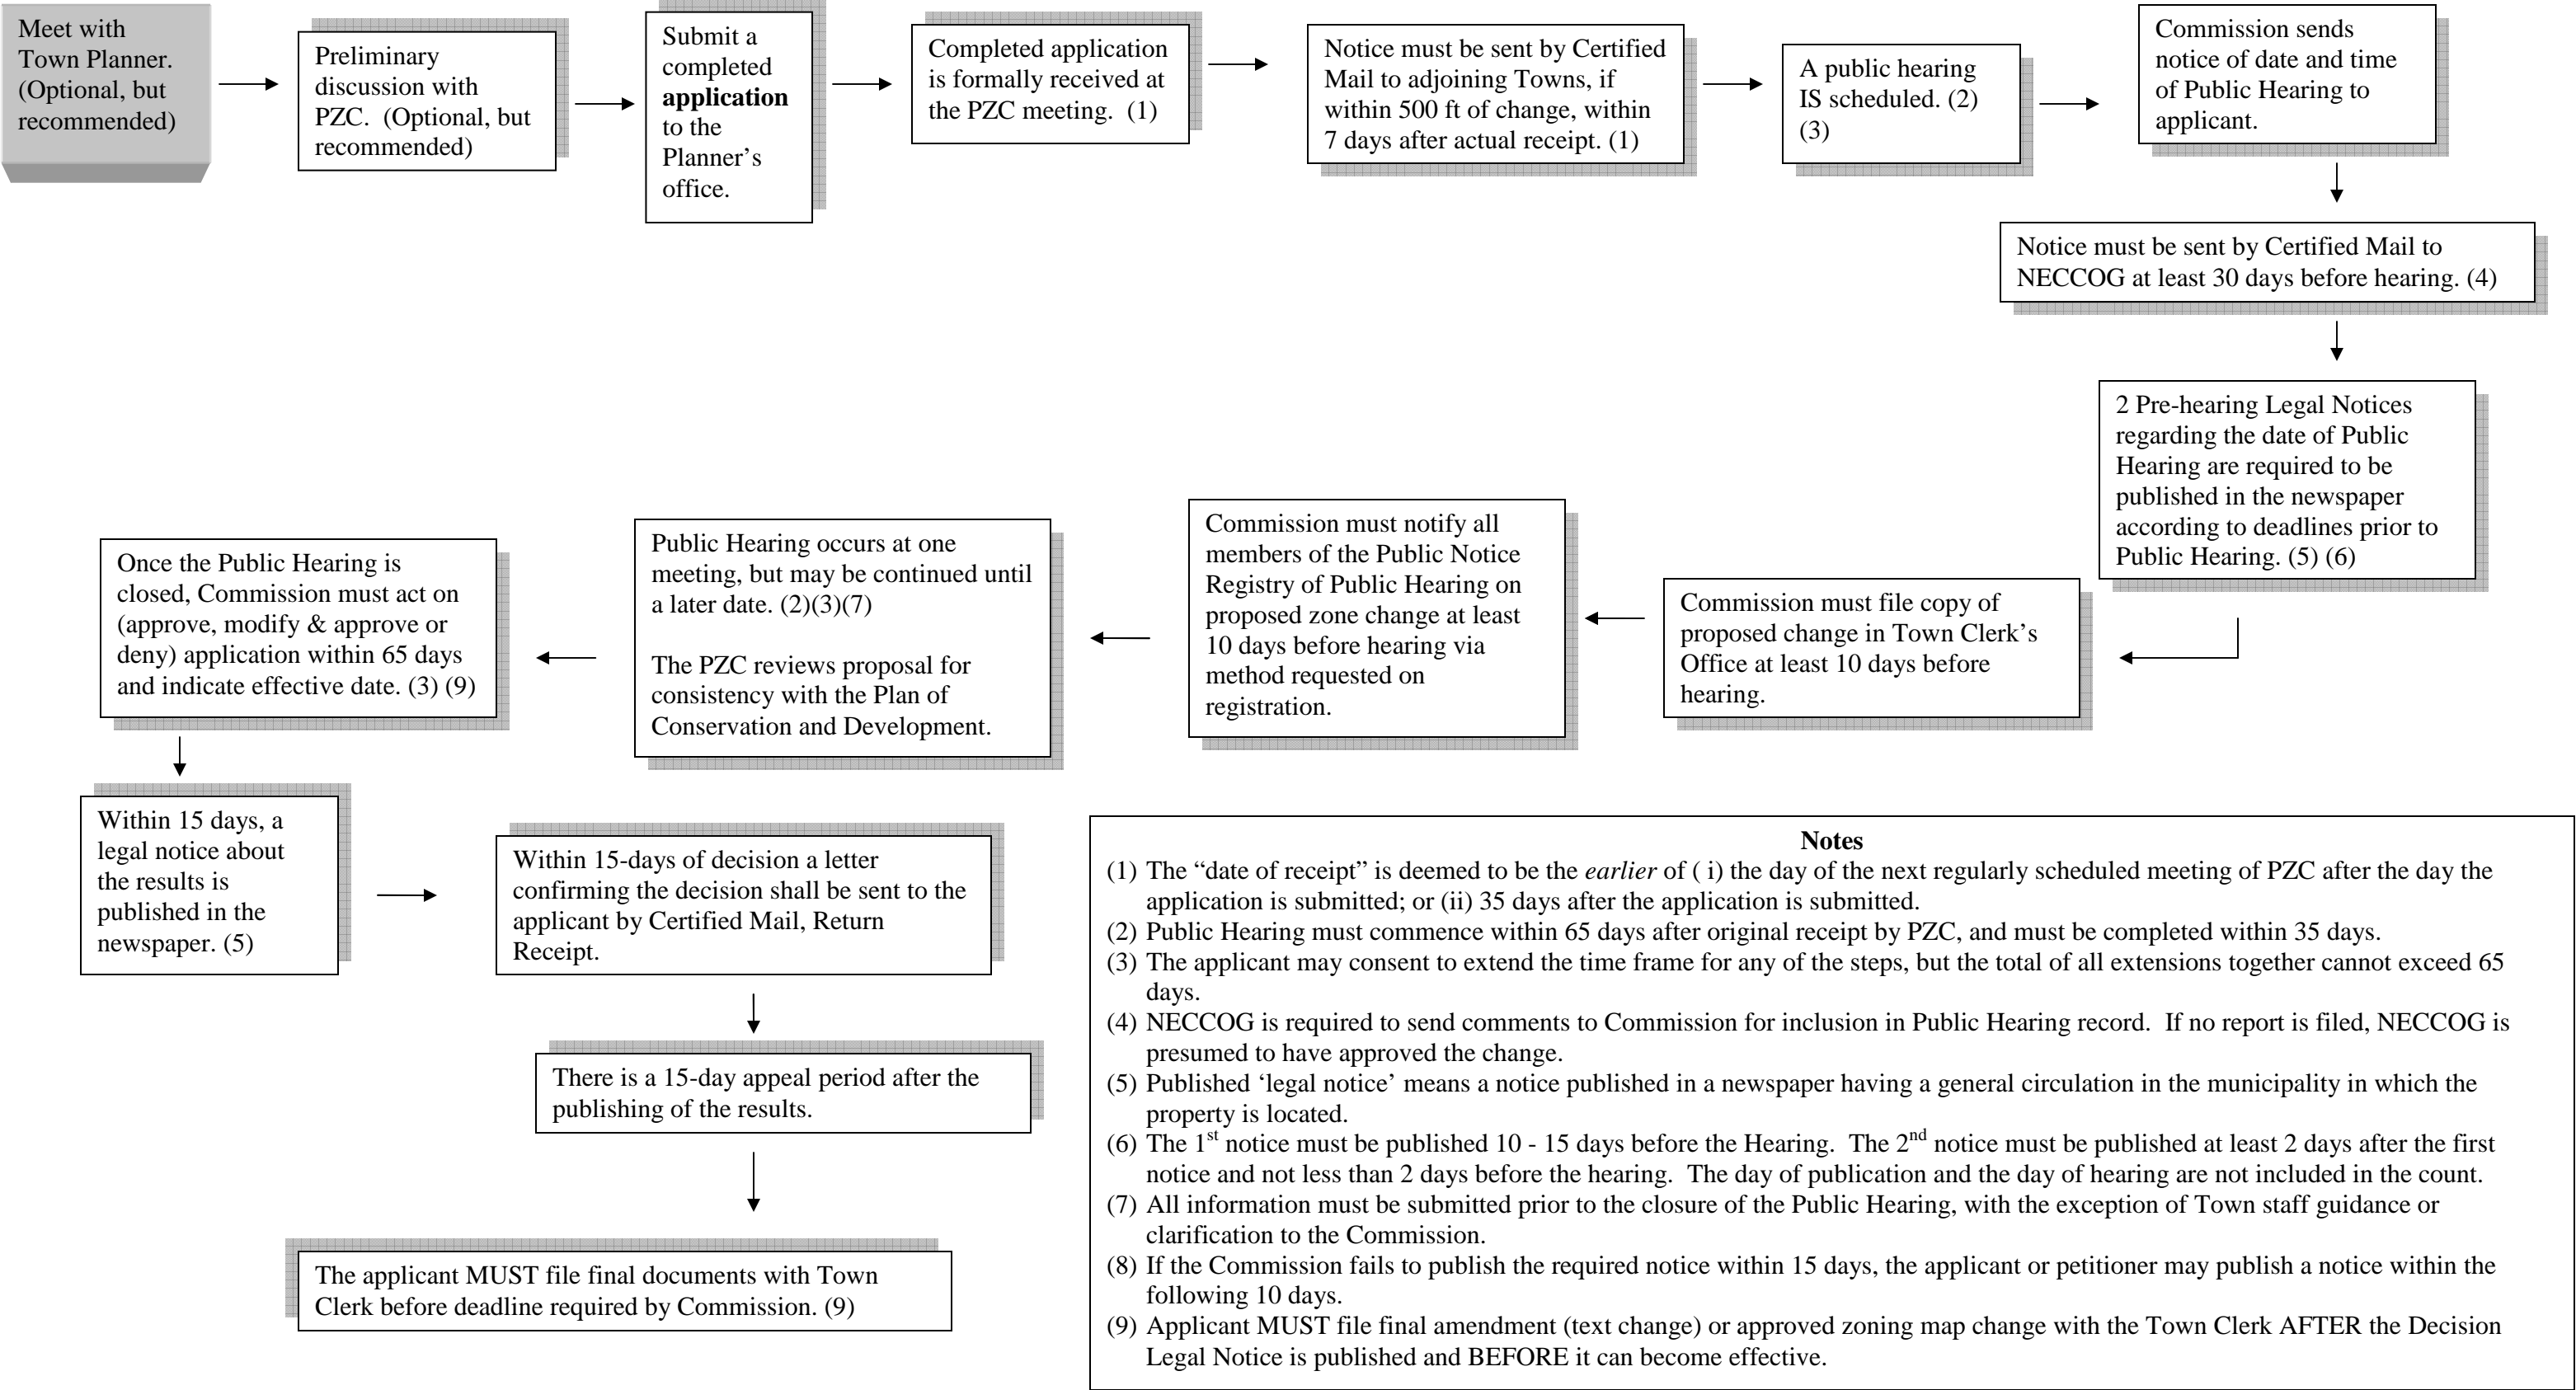 Meet with
Town Planner.
(Optional, but
recommended)
Preliminary
discussion with
PZC. (Optional, but
recommended)
Submit a
completed
application
to the
Planner’s
office.
Completed application
is formally received at
the PZC meeting. (1)
Notice must be sent by Certified
Mail to adjoining Towns, if
within 500 ft of change, within
7 days after actual receipt. (1)
A public hearing
IS scheduled. (2)
(3)
Commission sends
notice of date and time
of Public Hearing to
applicant.
Notice must be sent by Certified Mail to
NECCOG at least 30 days before hearing. (4)
2 Pre-hearing Legal Notices
regarding the date of Public
Hearing are required to be
published in the newspaper
according to deadlines prior to
Public Hearing. (5) (6)
Commission must file copy of
proposed change in Town Clerk’s
Office at least 10 days before
hearing.
Commission must notify all
members of the Public Notice
Registry of Public Hearing on
proposed zone change at least
10 days before hearing via
method requested on
registration.
Public Hearing occurs at one
meeting, but may be continued until
a later date. (2)(3)(7)
The PZC reviews proposal for
consistency with the Plan of
Conservation and Development.
Once the Public Hearing is
closed, Commission must act on
(approve, modify & approve or
deny) application within 65 days
and indicate effective date. (3) (9)
Within 15 days, a
legal notice about
the results is
published in the
newspaper. (5)
Within 15-days of decision a letter
confirming the decision shall be sent to the
applicant by Certified Mail, Return
Receipt.
There is a 15-day appeal period after the
publishing of the results.
The applicant MUST file final documents with Town
Clerk before deadline required by Commission. (9)
Notes
(1) The “date of receipt” is deemed to be the earlier of ( i) the day of the next regularly scheduled meeting of PZC after the day the
application is submitted; or (ii) 35 days after the application is submitted.
(2) Public Hearing must commence within 65 days after original receipt by PZC, and must be completed within 35 days.
(3) The applicant may consent to extend the time frame for any of the steps, but the total of all extensions together cannot exceed 65
days.
(4) NECCOG is required to send comments to Commission for inclusion in Public Hearing record. If no report is filed, NECCOG is
presumed to have approved the change.
(5) Published ‘legal notice’ means a notice published in a newspaper having a general circulation in the municipality in which the
property is located.
(6) The 1st notice must be published 10 - 15 days before the Hearing. The 2nd notice must be published at least 2 days after the first
notice and not less than 2 days before the hearing. The day of publication and the day of hearing are not included in the count.
(7) All information must be submitted prior to the closure of the Public Hearing, with the exception of Town staff guidance or
clarification to the Commission.
(8) If the Commission fails to publish the required notice within 15 days, the applicant or petitioner may publish a notice within the
following 10 days.
(9) Applicant MUST file final amendment (text change) or approved zoning map change with the Town Clerk AFTER the Decision
Legal Notice is published and BEFORE it can become effective.